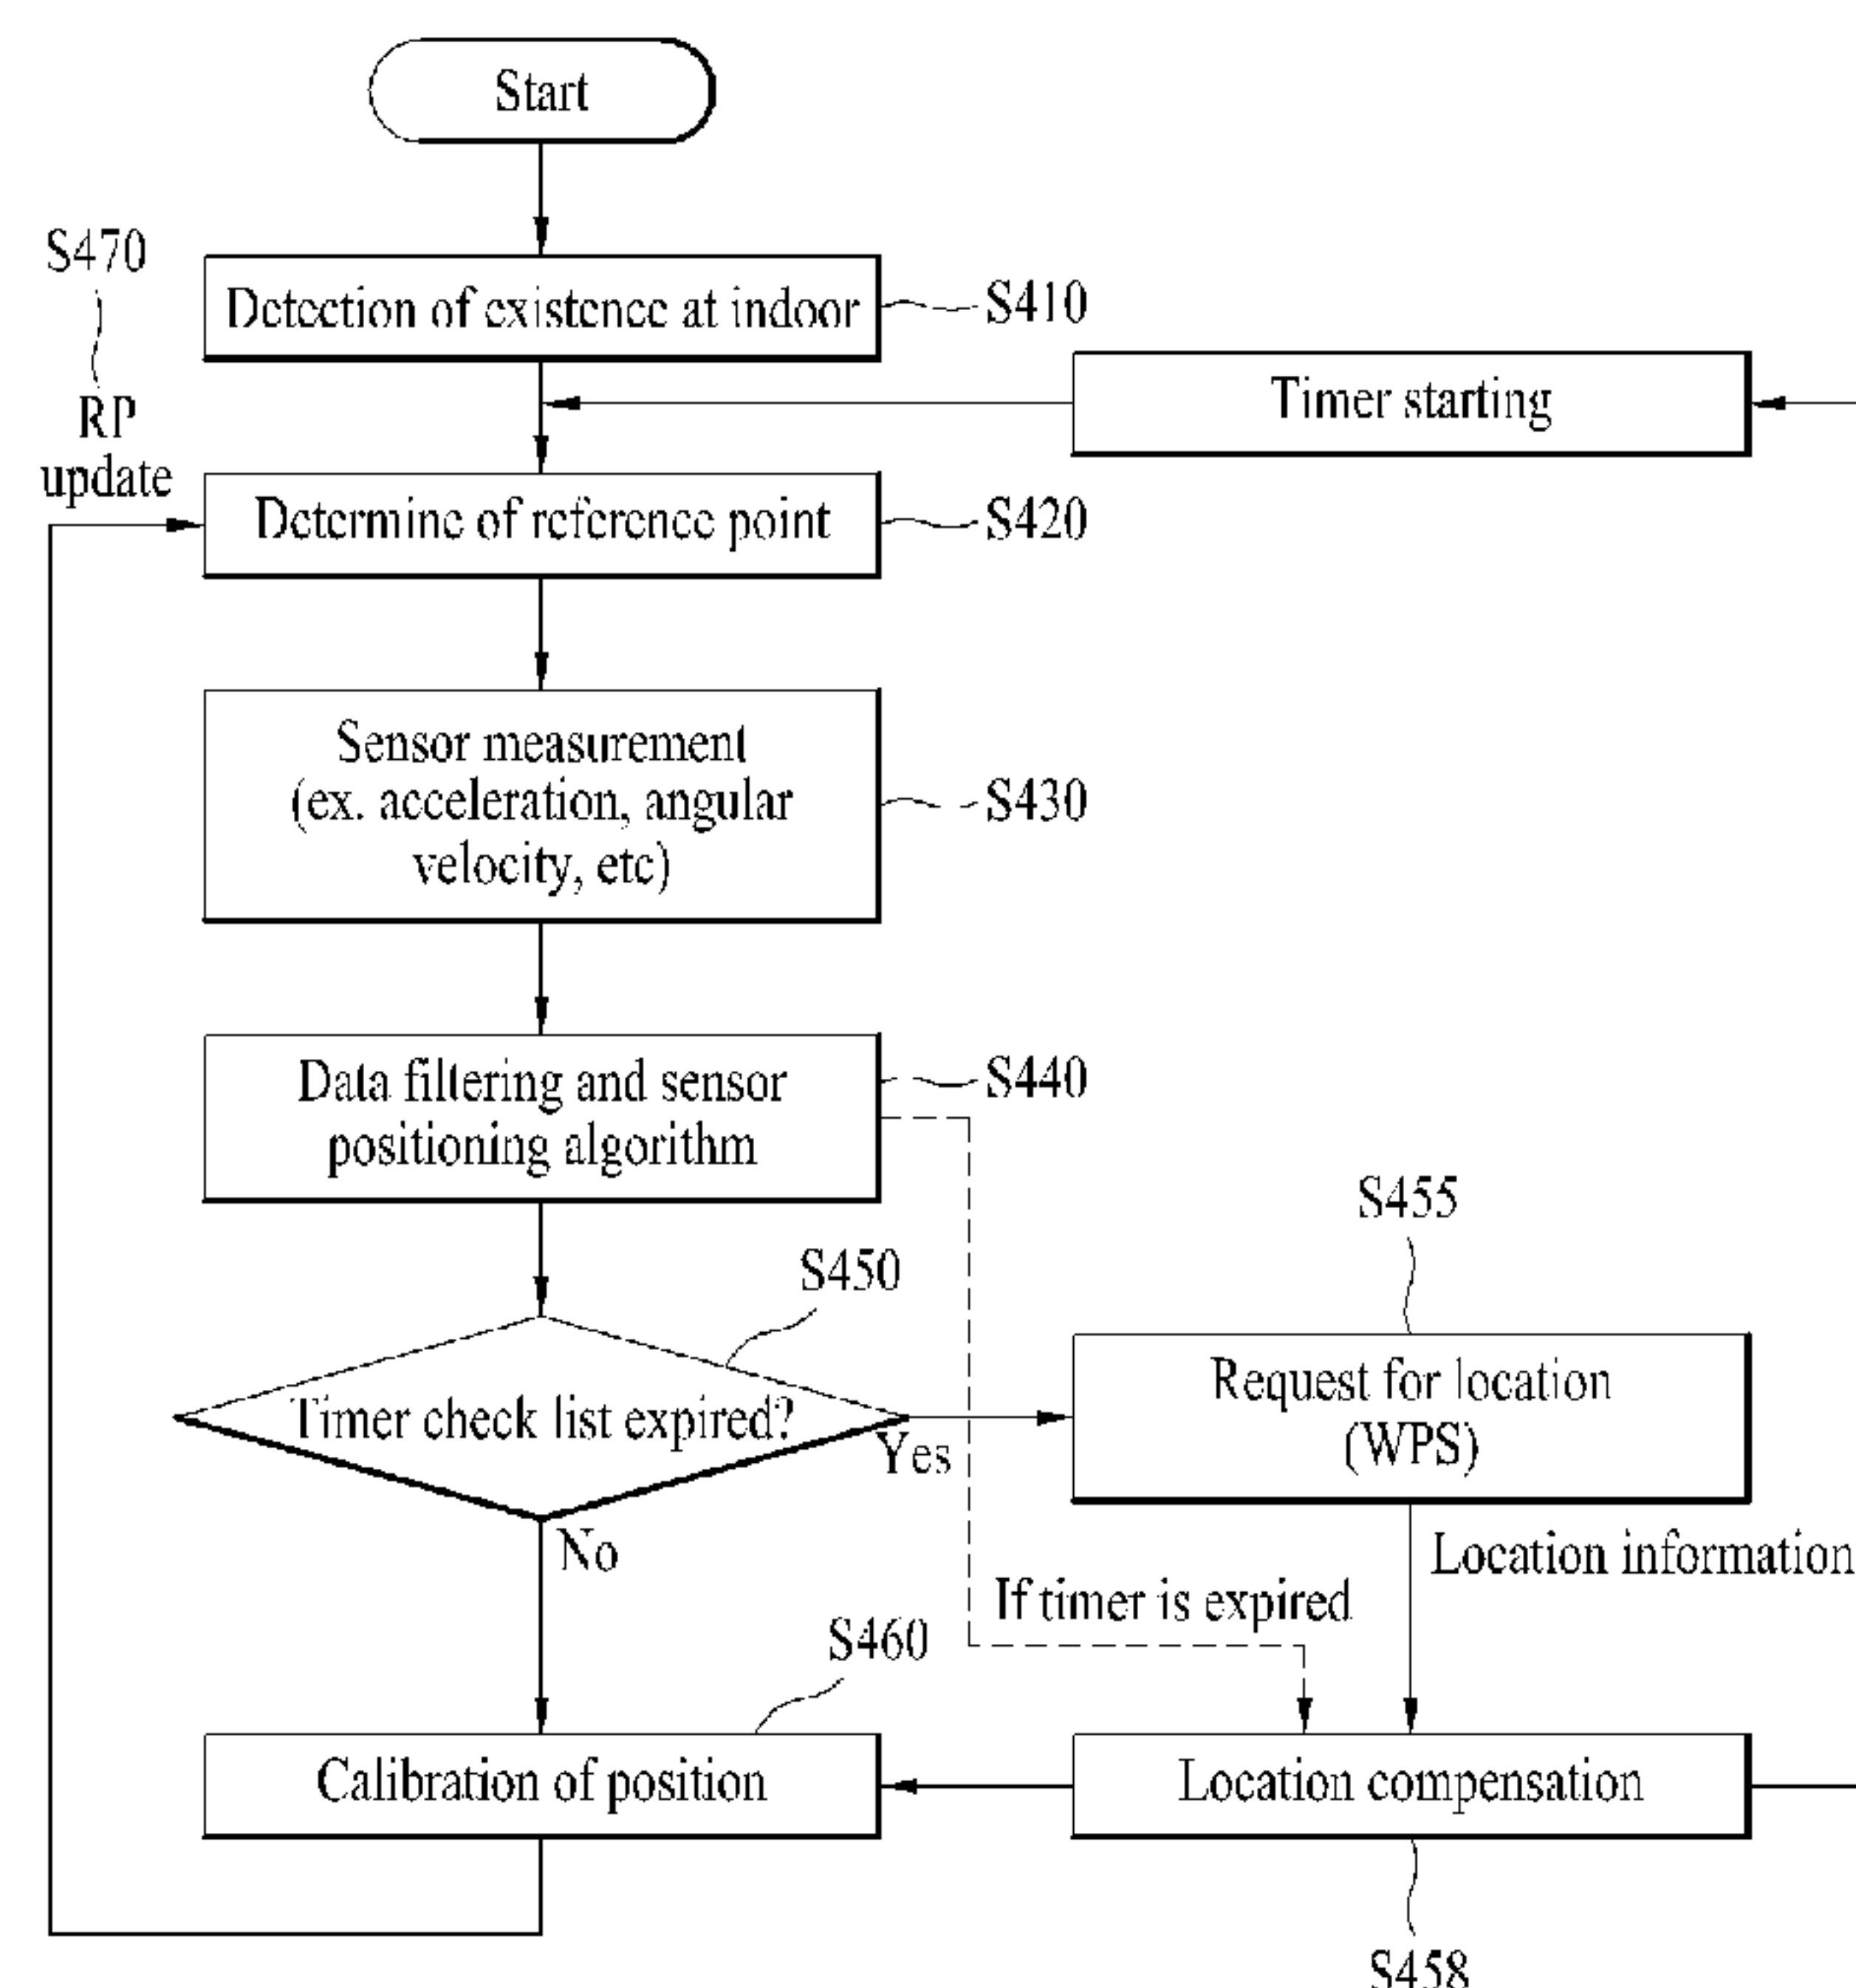 Start
S470
Detection of existence at indoor
S410
RP
update
Timer starting
Determine of reference point
S420
Sensor measurement
(ex. acceleration, angular
velocity, etc)
S430
Data filtering and sensor
positioning algorithm
S440
S455
S450
Timer check list expired?
Yes
Request for location
(WPS)
No
Location information
If timer is expired
S460
Calibration of position
Location compensation
S458